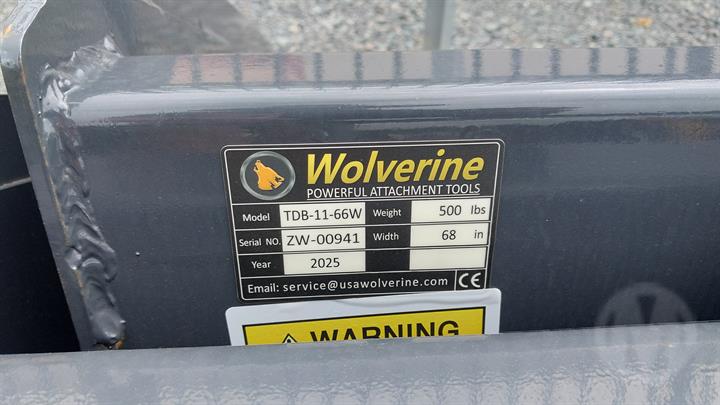 Wolverine
POWERFUL ATTACHMENT TOOLS
Model TDB-11-66W Weight 500 lbs
Serial NO. ZW-00941 Width 68 in
Year 2025
Email: service@usawolverine.com CE
WARNING